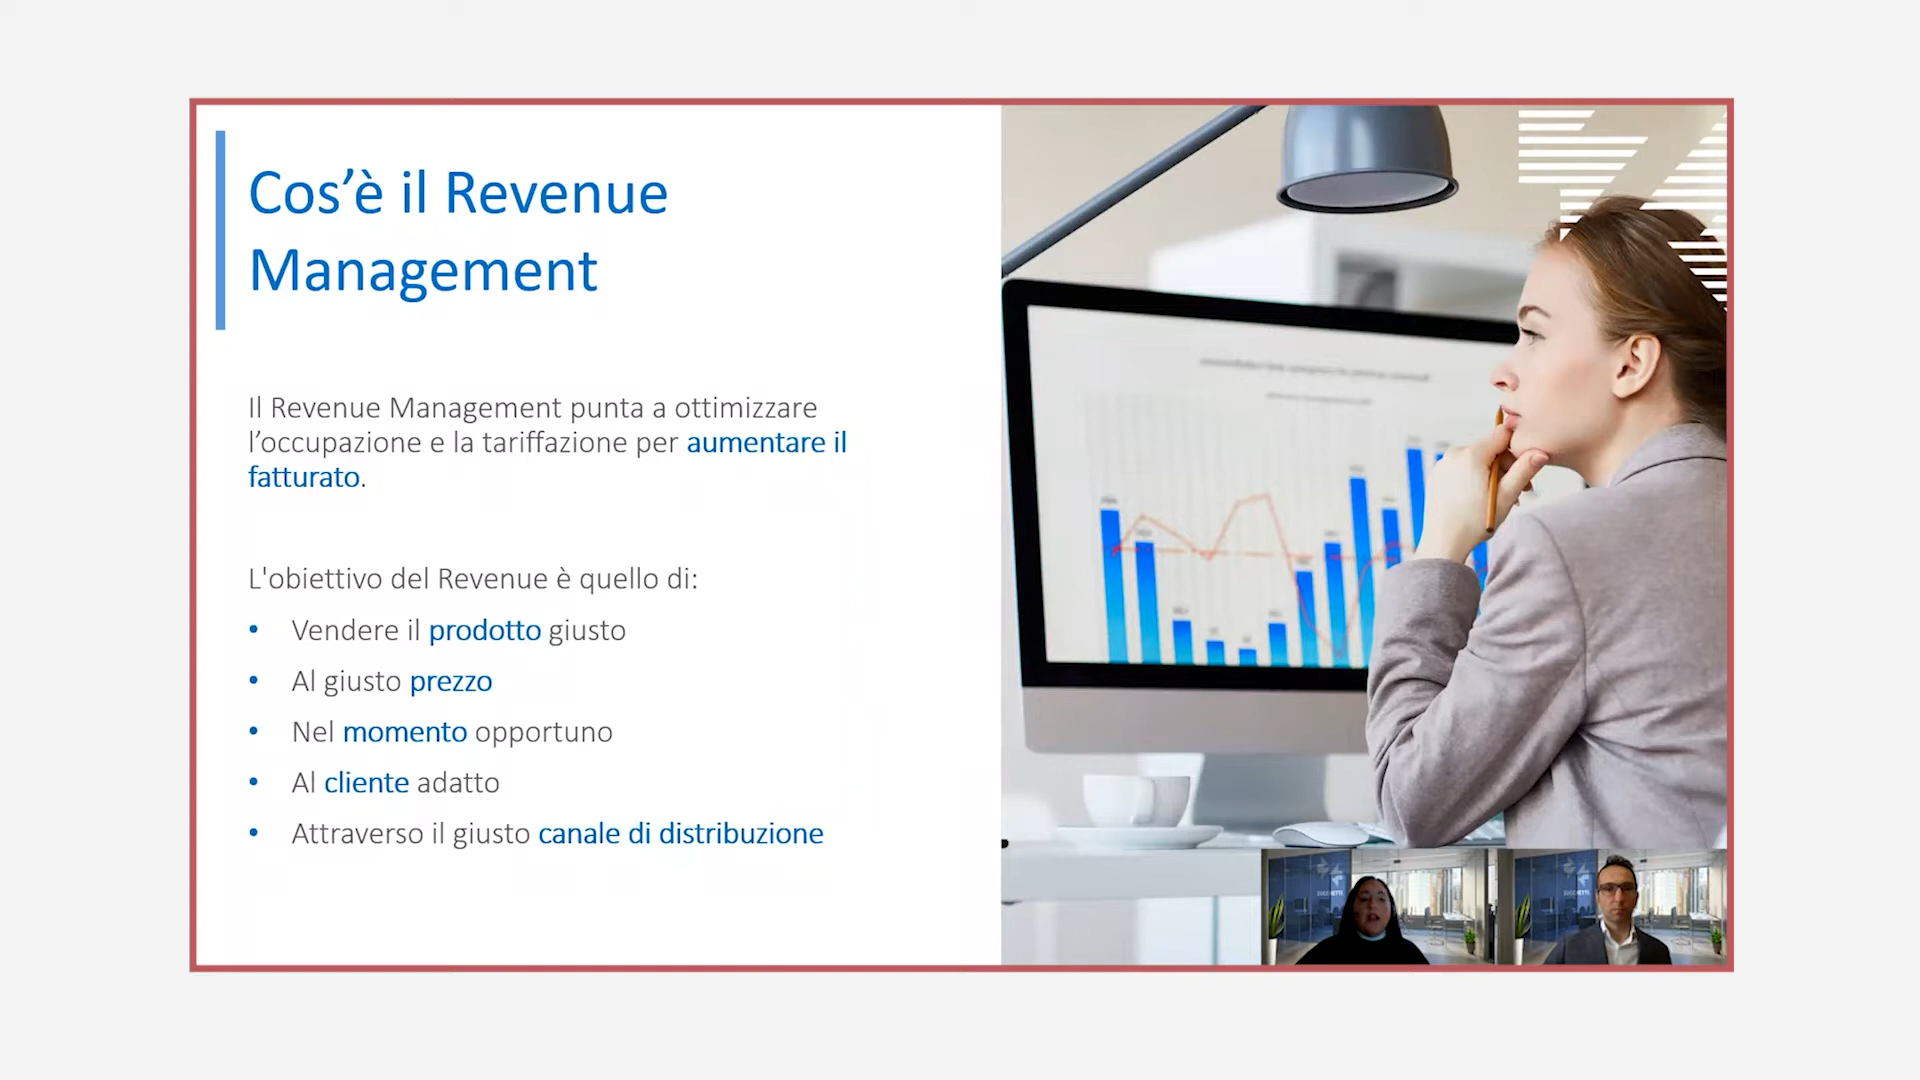 Cos’è il Revenue
Management
Il Revenue Management punta a ottimizzare
l’occupazione e la tariffazione per aumentare il
fatturato.
L'obiettivo del Revenue è quello di:
• Vendere il prodotto giusto
• Al giusto prezzo
• Nel momento opportuno
• Al cliente adatto
• Attraverso il giusto canale di distribuzione